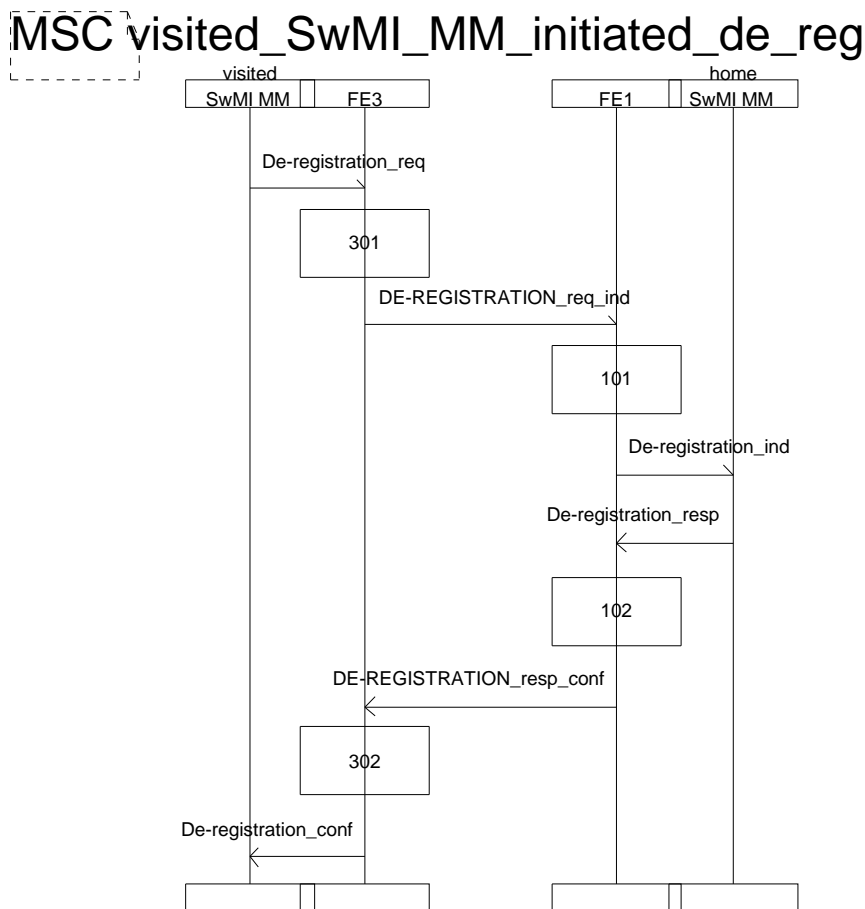 MSC visited_SwMI_MM_initiated_de_reg
visited
SwMI MM
FE3
FE1
home
SwMI MM
De-registration_req
301
DE-REGISTRATION_req_ind
101
De-registration_ind
De-registration_resp
102
DE-REGISTRATION_resp_conf
302
De-registration_conf